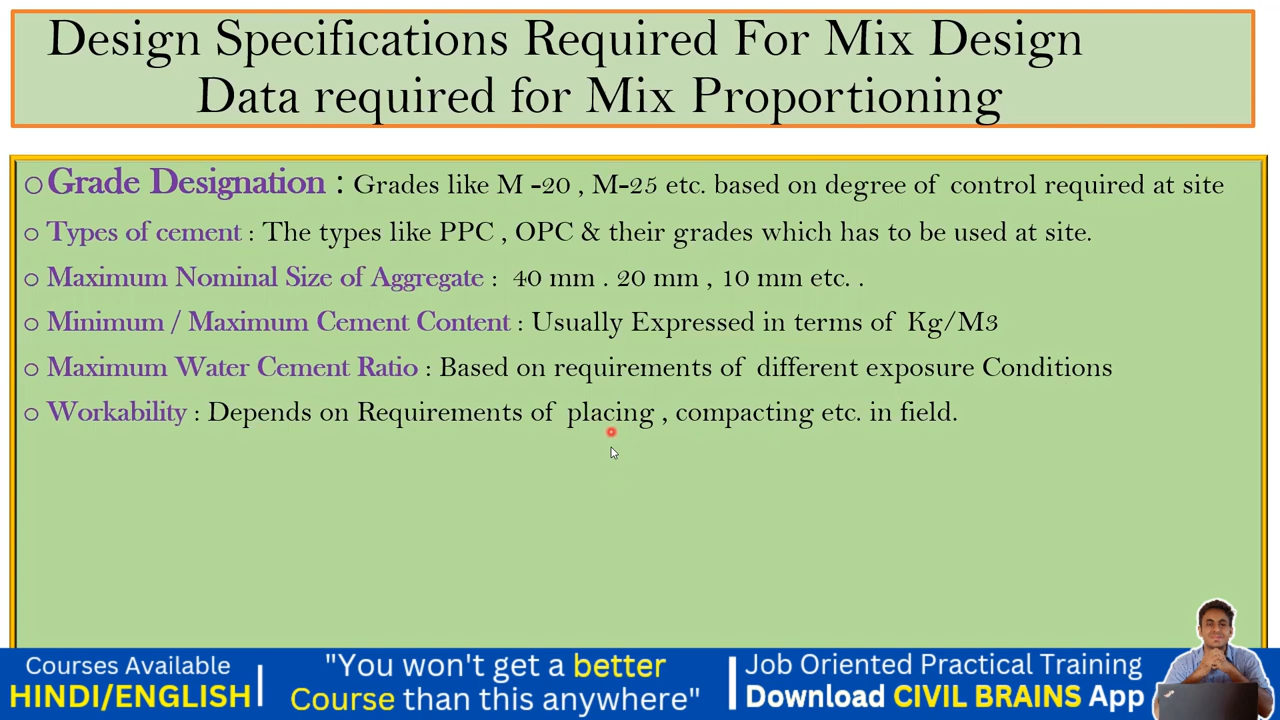 Design Specifications Required For Mix Design
Data required for Mix Proportioning
Grade Designation : Grades like M -20 , M-25 etc. based on degree of control required at site
Types of cement : The types like PPC , OPC & their grades which has to be used at site.
Maximum Nominal Size of Aggregate : 40 mm . 20 mm , 10 mm etc. .
Minimum / Maximum Cement Content : Usually Expressed in terms of Kg/M3
Maximum Water Cement Ratio : Based on requirements of different exposure Conditions
Workability : Depends on Requirements of placing , compacting etc. in field.
Courses Available
HINDI/ENGLISH
"You won't get a better
Course than this anywhere"
Job Oriented Practical Training
Download CIVIL BRAINS App